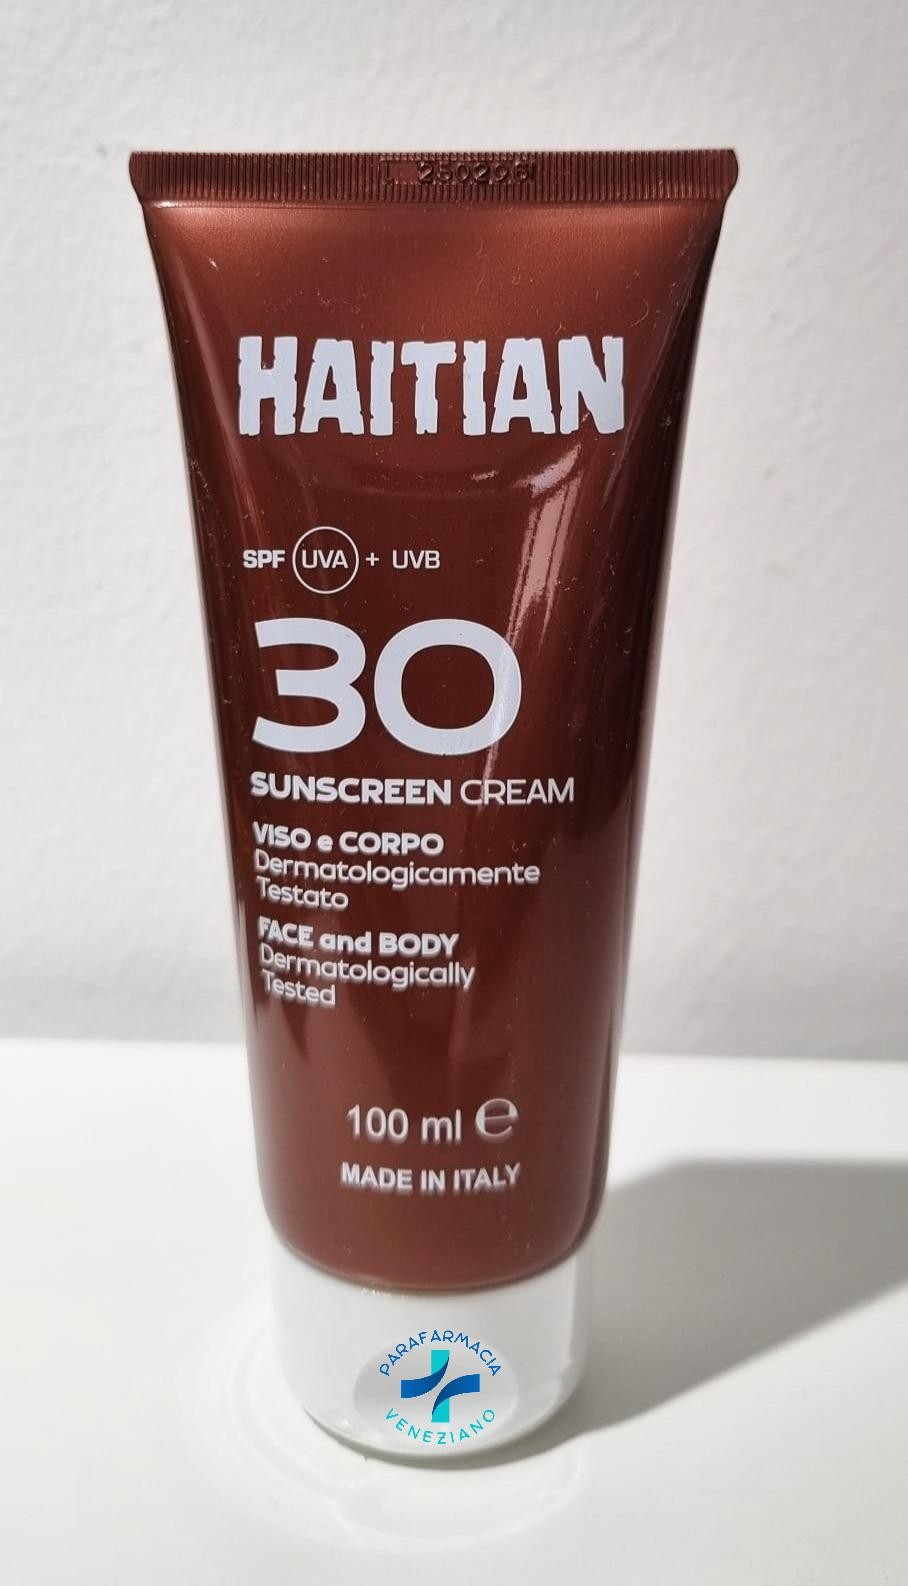 L 250206
HAITIAN
SPF UVA + UVB
30
SUNSCREEN CREAM
VISO e CORPO
Dermatologicamente
Testato
FACE and BODY
Dermatologically
Tested
100 ml ℮
MADE IN ITALY
PARAFARMACIA
VENEZIANO